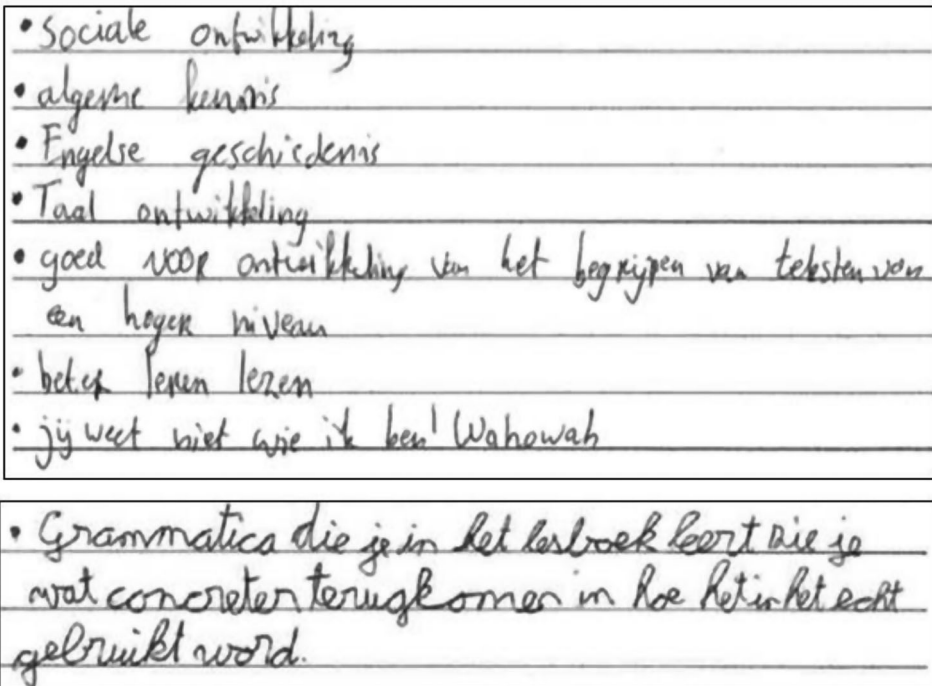 • Sociale ontwikkeling
• algeme kennis
• Engelse geschiedenis
• Taal ontwikkeling
• goed voor ontwikkeling van het begrijpen van teksten van
een hoger niveau
• beter leren lezen
• jij weet niet wie ik ben! Wahowah
• Grammatica die je in het lesboek leert zie je
wat concreter terugkomen in hoe het in het echt
gebruikt word.